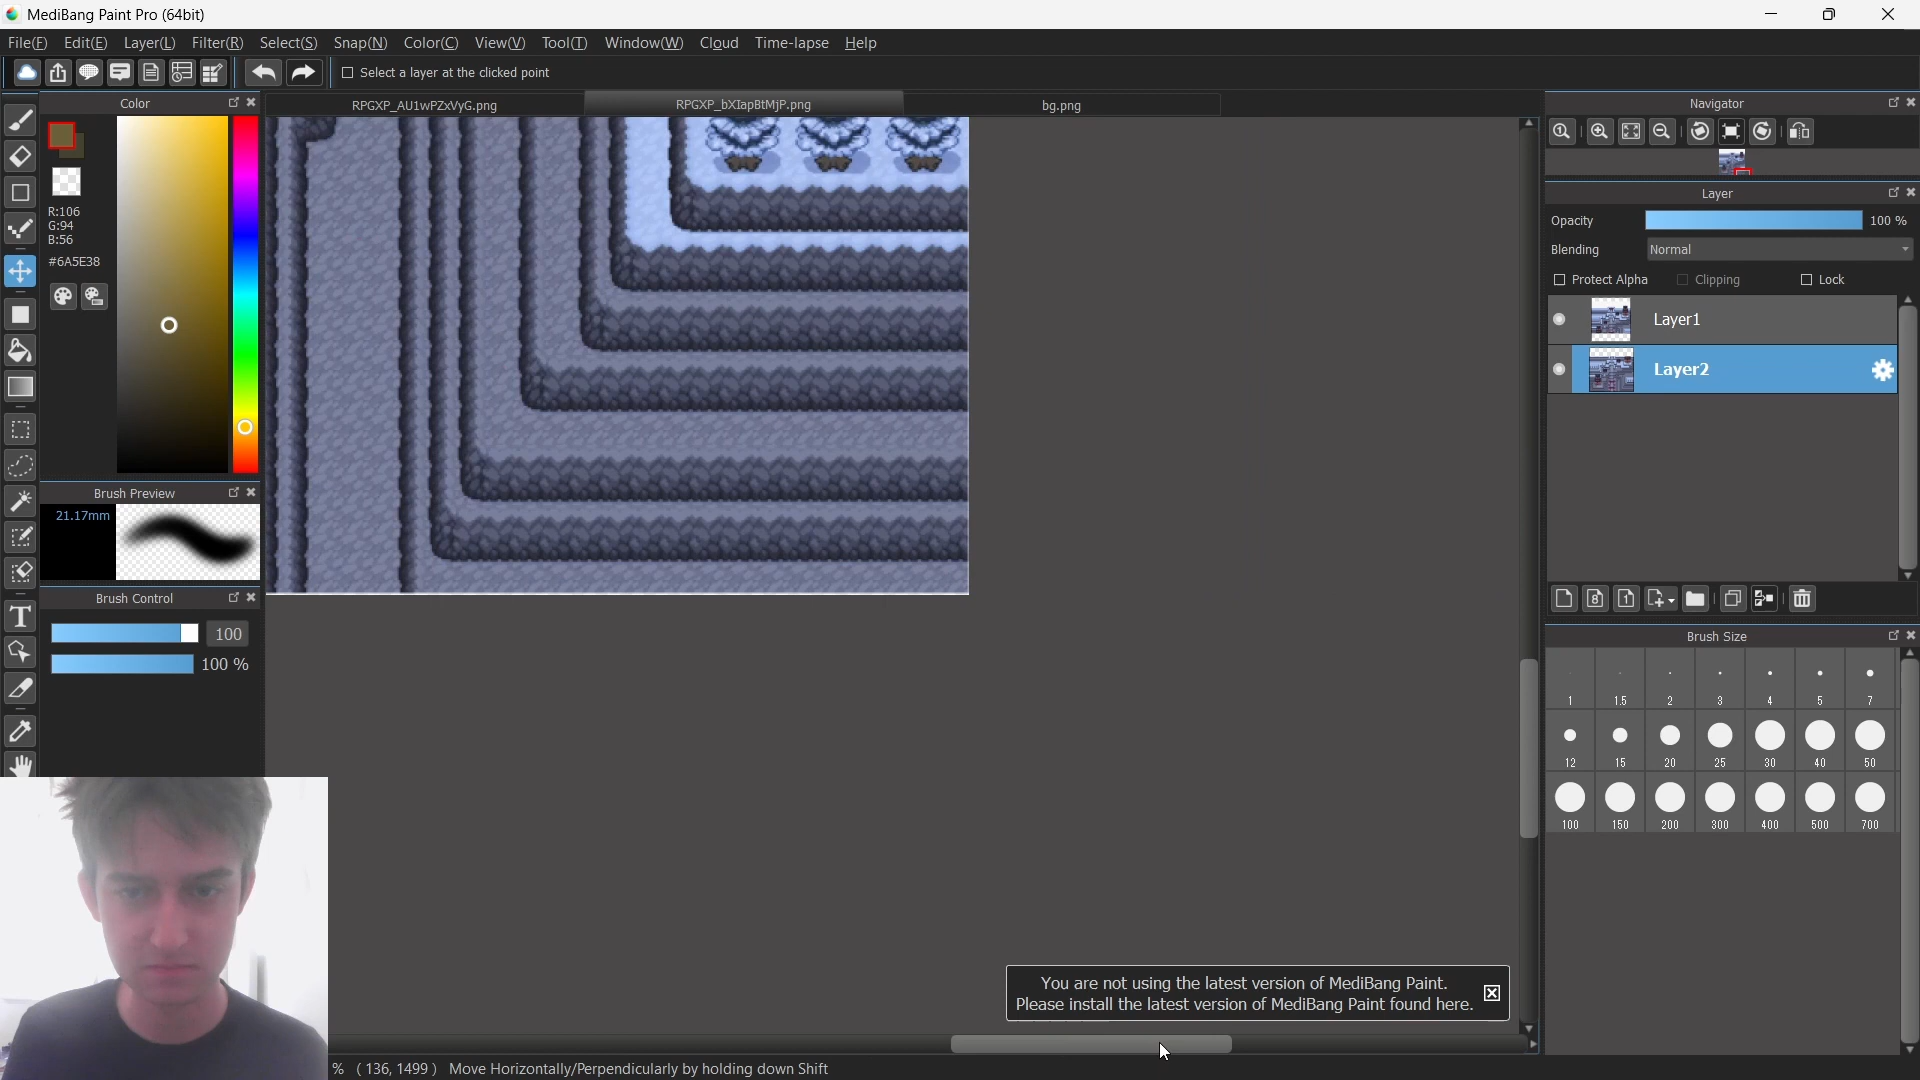 MediBang Paint Pro (64bit)
File(F) Edit(E) Layer(L) Filter(R) Select(S) Snap(N) Color(C) View(V) Tool(T) Window(W) Cloud Time-lapse Help
Select a layer at the clicked point
Color
RPGXP_AU1wPZxVyG.png
RPGXP_bXIapBtMjP.png
bg.png
Navigator
R:106
G:94
B:56
#6A5E38
Layer
Opacity 100 %
Blending Normal
Protect Alpha Clipping Lock
Layer1
Layer2
Brush Preview
21.17mm
Brush Control
100
100 %
Brush Size
1 1.5 2 3 4 5 7
12 15 20 25 30 40 50
100 150 200 300 400 500 700
You are not using the latest version of MediBang Paint.
Please install the latest version of MediBang Paint found here.
% ( 136, 1499 ) Move Horizontally/Perpendicularly by holding down Shift